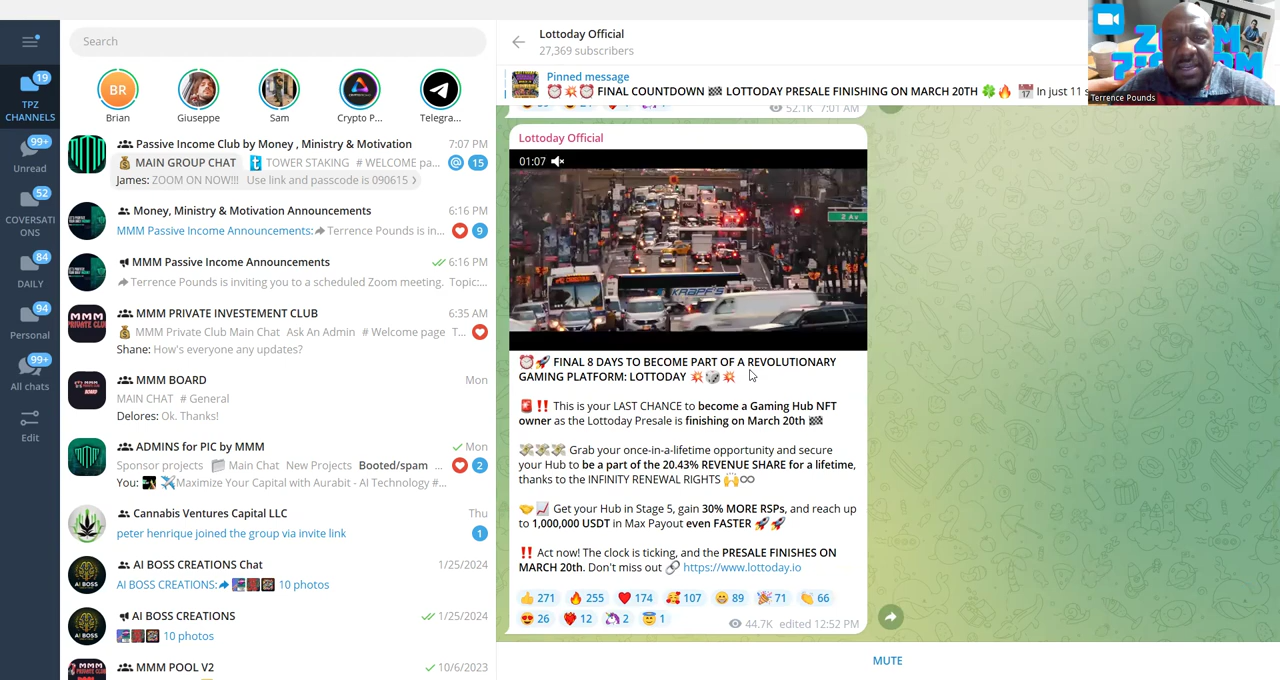 Search
19
TPZ
CHANNELS
99+
Unread
52
COVERSATI
ONS
84
DAILY
94
Personal
99+
All chats
Edit
BR
Brian
Giuseppe
Sam
Crypto P...
Telegra...
Passive Income Club by Money , Ministry & Motivation
7:07 PM
MAIN GROUP CHAT TOWER STAKING # WELCOME pa...
@ 15
James: ZOOM ON NOW!!! Use link and passcode is 090615
Money, Ministry & Motivation Announcements
6:16 PM
MMM Passive Income Announcements: Terrence Pounds is in...
9
MMM Passive Income Announcements
6:16 PM
Terrence Pounds is inviting you to a scheduled Zoom meeting. Topic:...
MMM PRIVATE INVESTEMENT CLUB
6:35 AM
MMM Private Club Main Chat Ask An Admin # Welcome page T...
Shane: How's everyone any updates?
MMM BOARD
Mon
MAIN CHAT # General
Delores: Ok. Thanks!
ADMINS for PIC by MMM
Mon
Sponsor projects Main Chat New Projects Booted/spam ...
2
You: Maximize Your Capital with Aurabit - AI Technology #...
Cannabis Ventures Capital LLC
Thu
peter henrique joined the group via invite link
1
AI BOSS CREATIONS Chat
1/25/2024
AI BOSS CREATIONS: 10 photos
AI BOSS CREATIONS
1/25/2024
10 photos
MMM POOL V2
10/6/2023
Lottoday Official
27,369 subscribers
Pinned message
⏰💥⏰ FINAL COUNTDOWN 🏁 LOTTODAY PRESALE FINISHING ON MARCH 20TH 🍀🔥 📅 In just 11 s
Terrence Pounds
52.1K 7:01 AM
Lottoday Official
01:07
2 Av
KRAPF'S
⏰🚀 FINAL 8 DAYS TO BECOME PART OF A REVOLUTIONARY
GAMING PLATFORM: LOTTODAY 💥🎲💥
🚨‼️ This is your LAST CHANCE to become a Gaming Hub NFT
owner as the Lottoday Presale is finishing on March 20th 🏁
💸💸💸 Grab your once-in-a-lifetime opportunity and secure
your Hub to be a part of the 20.43% REVENUE SHARE for a lifetime,
thanks to the INFINITY RENEWAL RIGHTS 🙌♾
🤝📈 Get your Hub in Stage 5, gain 30% MORE RSPs, and reach up
to 1,000,000 USDT in Max Payout even FASTER 🚀🚀
‼️ Act now! The clock is ticking, and the PRESALE FINISHES ON
MARCH 20th. Don't miss out 🔗 https://www.lottoday.io
👍 271 🔥 255 ❤ 174 🥰 107 😁 89 🎉 71 👏 66
😍 26 ❤️‍🔥 12 🦄 2 😇 1
44.7K edited 12:52 PM
MUTE